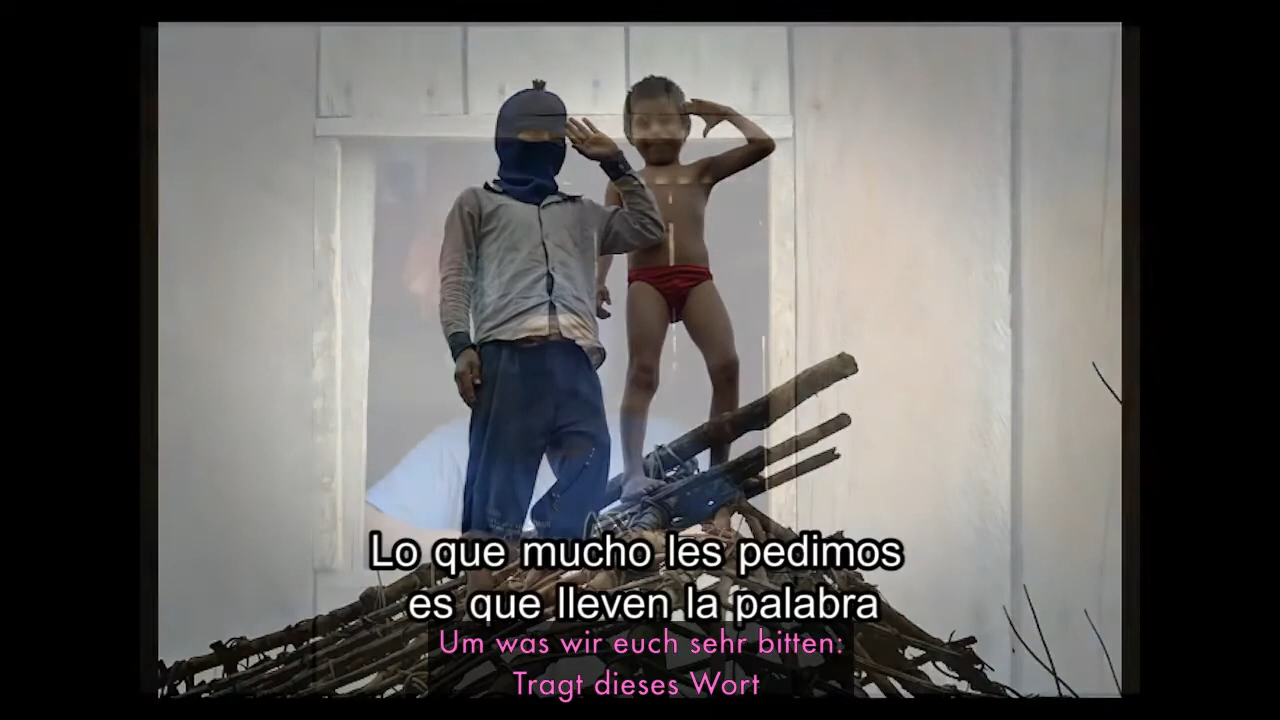 Lo que mucho les pedimos
es que lleven la palabra
Um was wir euch sehr bitten:
Tragt dieses Wort